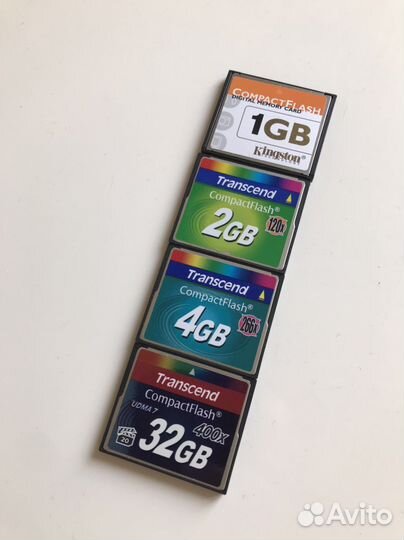 COMPACTFLASH
DIGITAL MEMORY CARD
1GB
Kingston
Transcend
CompactFlash®
120x
2GB
Transcend
CompactFlash®
266x
4GB
Transcend
CompactFlash®
UDMA 7
400x
32GB
20
Avito